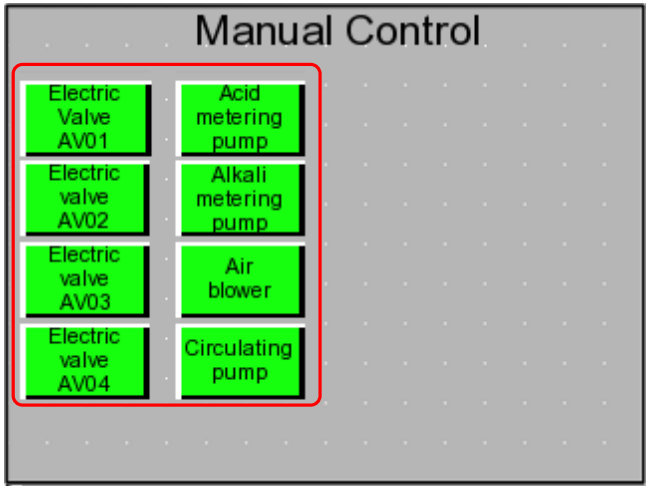 Manual Control
Electric
Valve
AV01
Acid
metering
pump
Electric
valve
AV02
Alkali
metering
pump
Electric
valve
AV03
Air
blower
Electric
valve
AV04
Circulating
pump